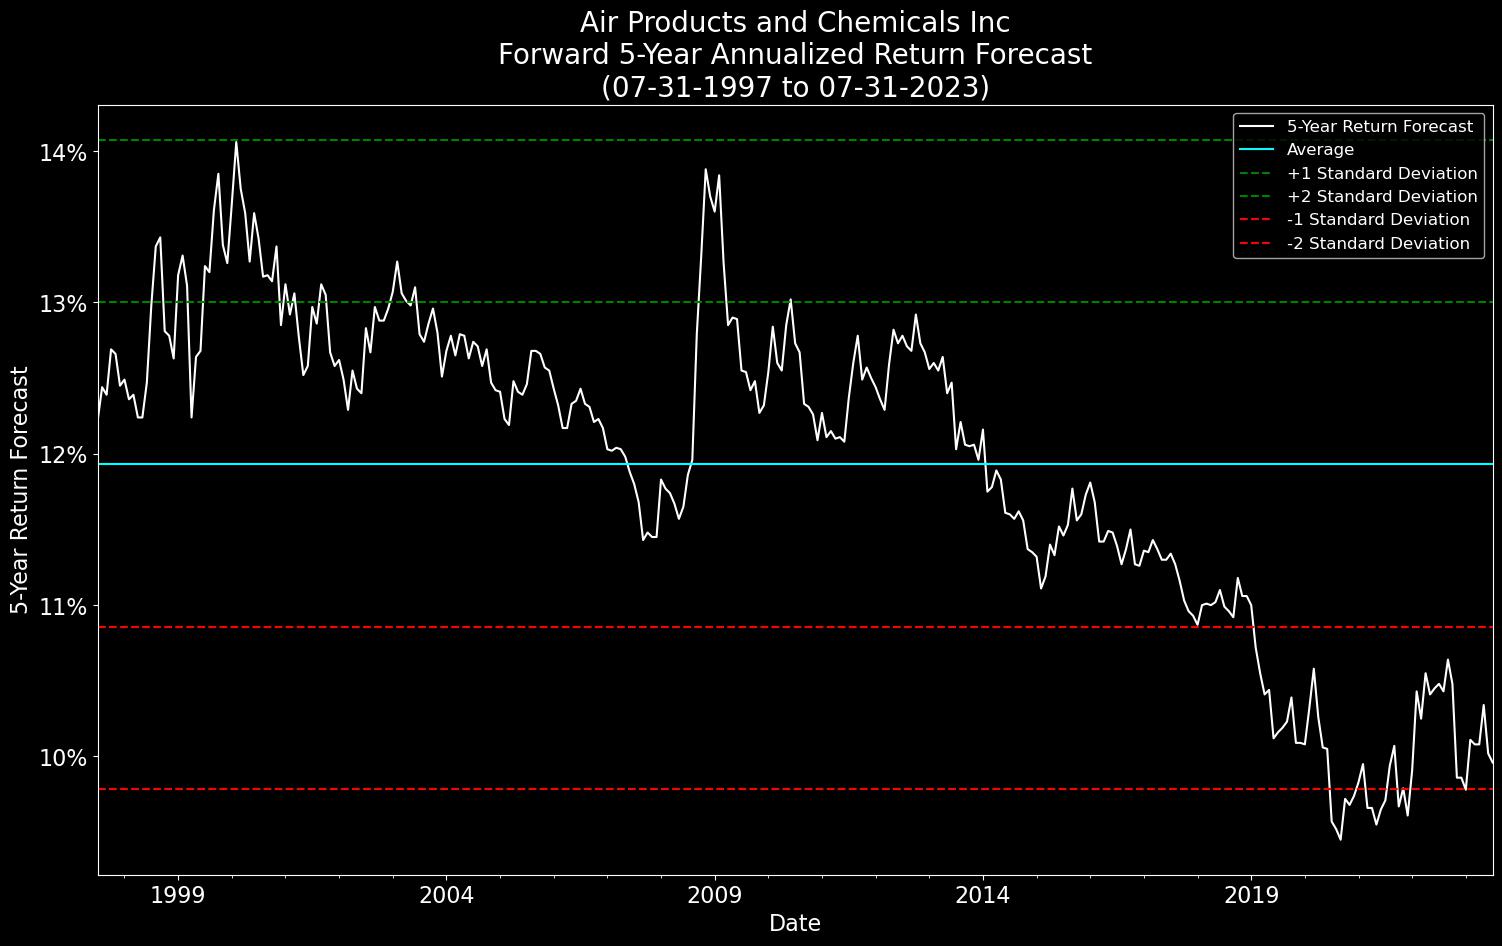 Air Products and Chemicals Inc
Forward 5-Year Annualized Return Forecast
(07-31-1997 to 07-31-2023)
5-Year Return Forecast
Average
+1 Standard Deviation
+2 Standard Deviation
-1 Standard Deviation
-2 Standard Deviation
14%
13%
12%
11%
10%
5-Year Return Forecast
1999
2004
2009
2014
2019
Date